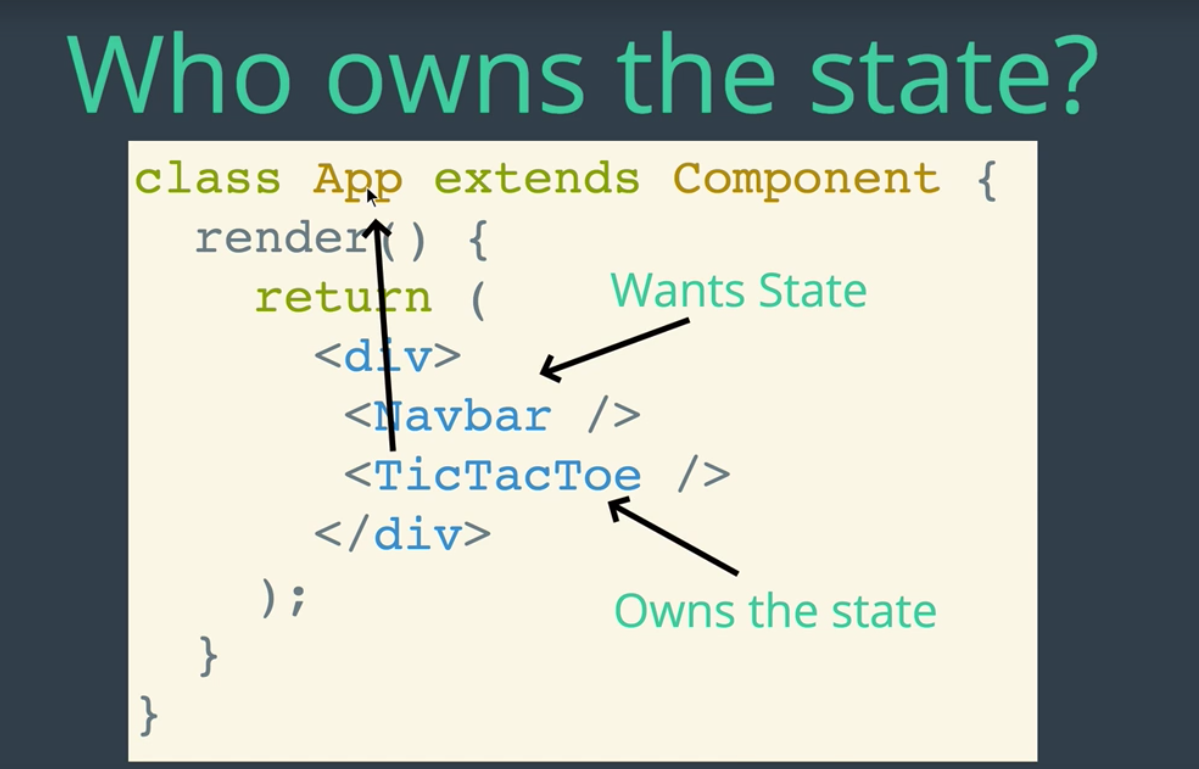 Who owns the state?
class App extends Component {
render() {
return (
Wants State
<div>
<Navbar />
<TicTacToe />
</div>
);
Owns the state
}
}